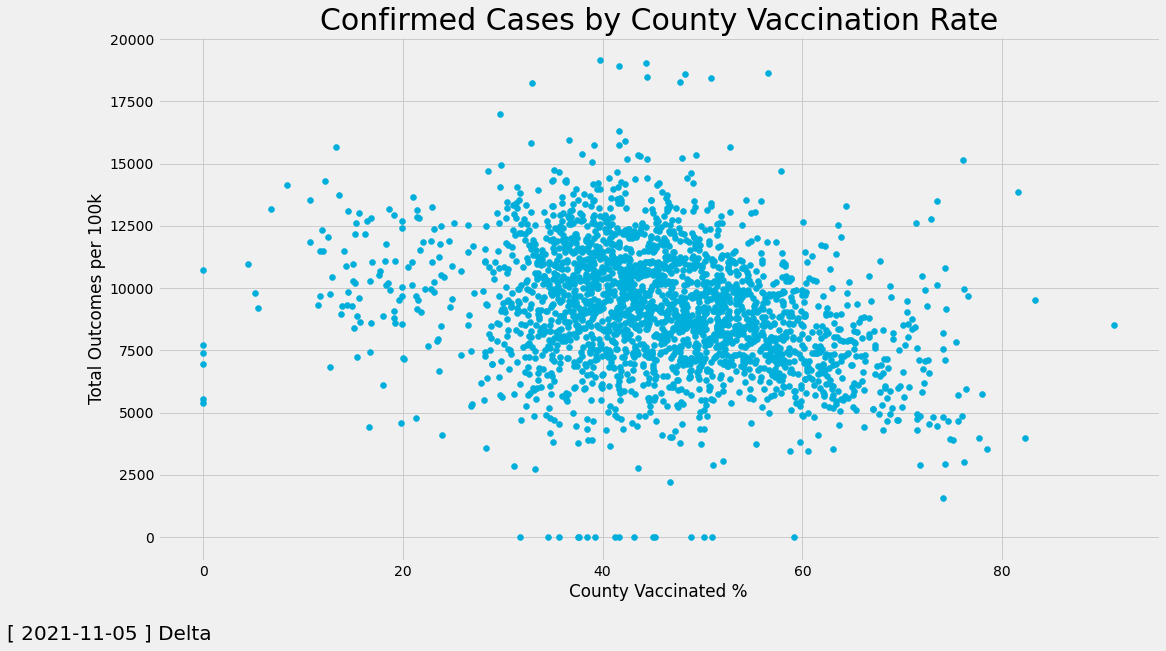 Confirmed Cases by County Vaccination Rate
20000
17500
15000
12500
10000
7500
5000
2500
0
Total Outcomes per 100k
0 20 40 60 80
County Vaccinated %
[ 2021-11-05 ] Delta